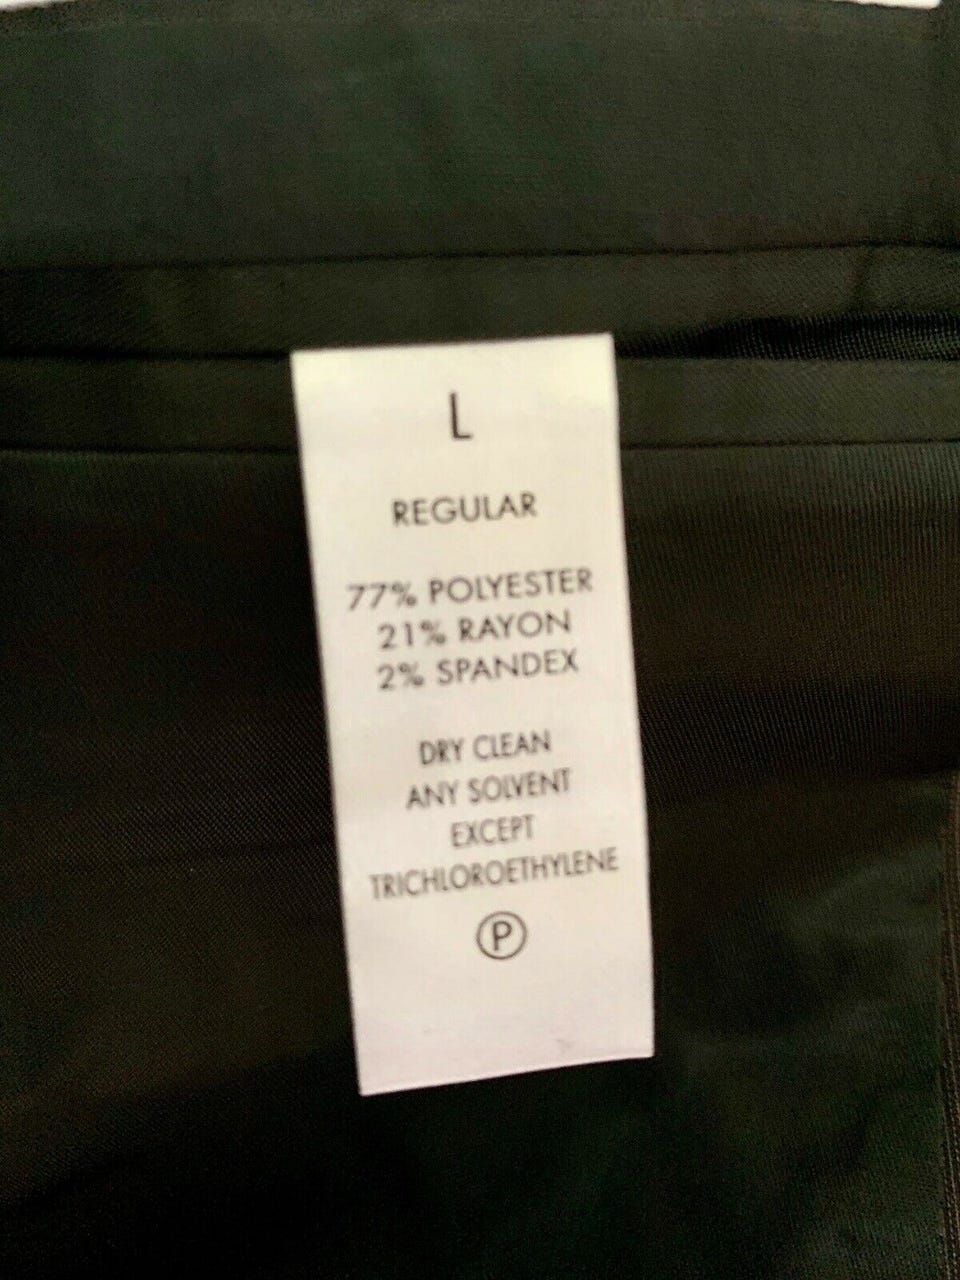 L
REGULAR
77% POLYESTER
21% RAYON
2% SPANDEX
DRY CLEAN
ANY SOLVENT
EXCEPT
TRICHLOROETHYLENE
P